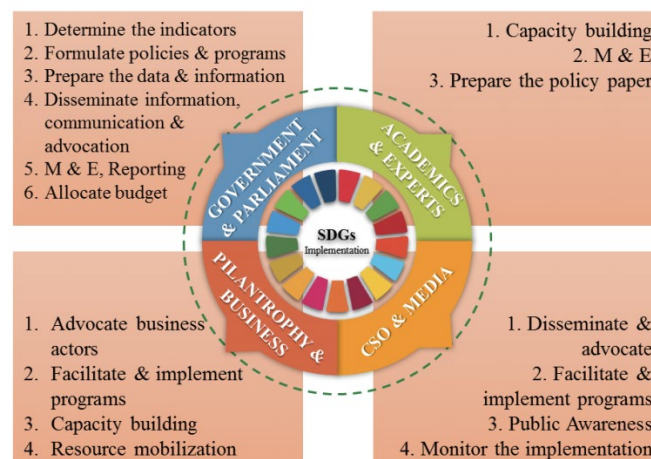 1. Determine the indicators
2. Formulate policies & programs
3. Prepare the data & information
4. Disseminate information,
communication &
advocation
5. M & E, Reporting
6. Allocate budget
1. Capacity building
2. M & E
3. Prepare the policy paper
GOVERNMENT
& PARLIAMENT
ACADEMICS
& EXPERTS
SDGs
Implementation
PILANTROPHY &
BUSINESS
CSO & MEDIA
1. Advocate business
actors
2. Facilitate & implement
programs
3. Capacity building
4. Resource mobilization
1. Disseminate &
advocate
2. Facilitate &
implement programs
3. Public Awareness
4. Monitor the implementation